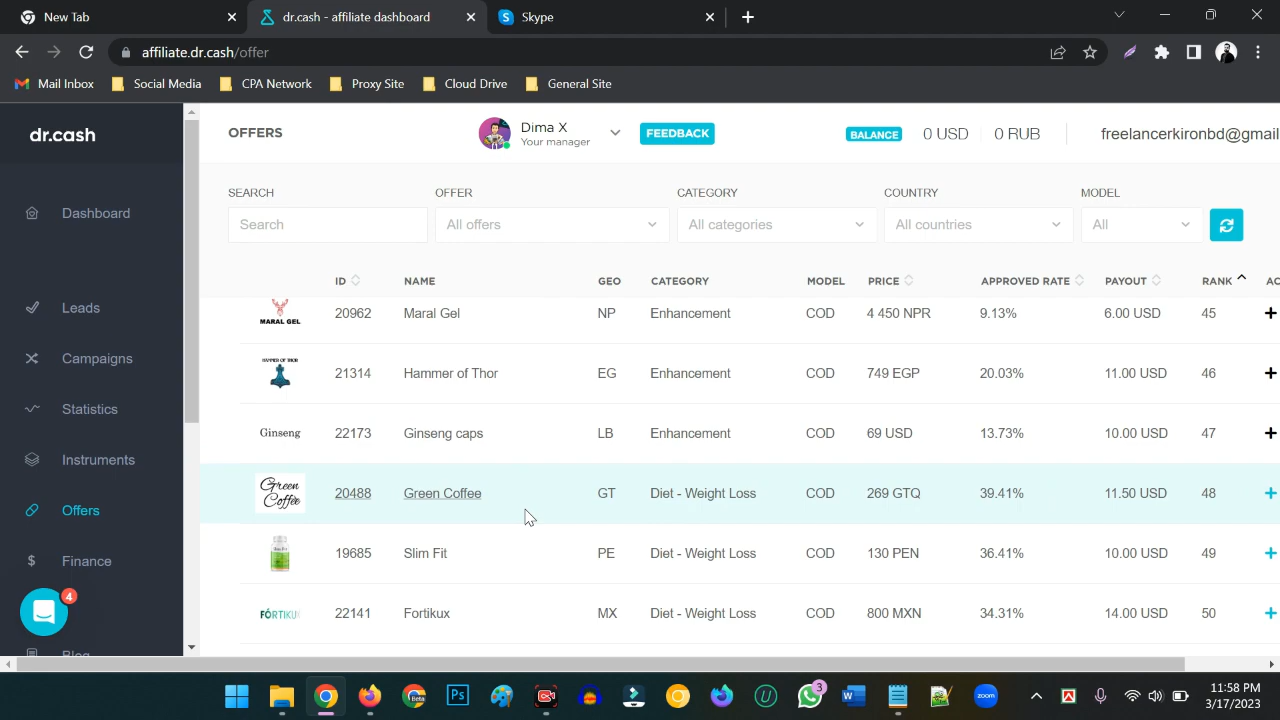 New Tab
dr.cash - affiliate dashboard
Skype
affiliate.dr.cash/offer
Mail Inbox
Social Media
CPA Network
Proxy Site
Cloud Drive
General Site
dr.cash
OFFERS
Dima X
Your manager
FEEDBACK
BALANCE
0 USD
0 RUB
freelancerkironbd@gmail
Dashboard
Leads
Campaigns
Statistics
Instruments
Offers
$ Finance
4
Blog
SEARCH OFFER CATEGORY COUNTRY MODEL
Search All offers All categories All countries All
ID NAME GEO CATEGORY MODEL PRICE APPROVED RATE PAYOUT RANK AC
MARAL GEL 20962 Maral Gel NP Enhancement COD 4 450 NPR 9.13% 6.00 USD 45 +
HAMMER OF THOR 21314 Hammer of Thor EG Enhancement COD 749 EGP 20.03% 11.00 USD 46 +
Ginseng 22173 Ginseng caps LB Enhancement COD 69 USD 13.73% 10.00 USD 47 +
Green Coffee 20488 Green Coffee GT Diet - Weight Loss COD 269 GTQ 39.41% 11.50 USD 48 +
19685 Slim Fit PE Diet - Weight Loss COD 130 PEN 36.41% 10.00 USD 49 +
FÓRTIKU 22141 Fortikux MX Diet - Weight Loss COD 800 MXN 34.31% 14.00 USD 50 +
Ps
Beta
U
3
W
zoom
11:58 PM
3/17/2023